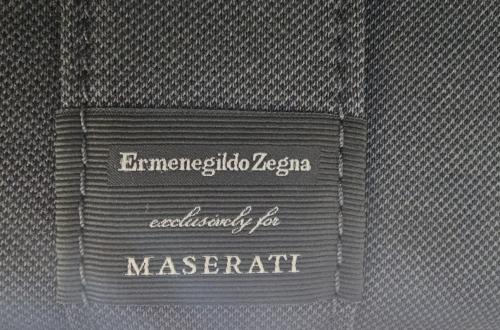 Ermenegildo Zegna
exclusively for
MASERATI